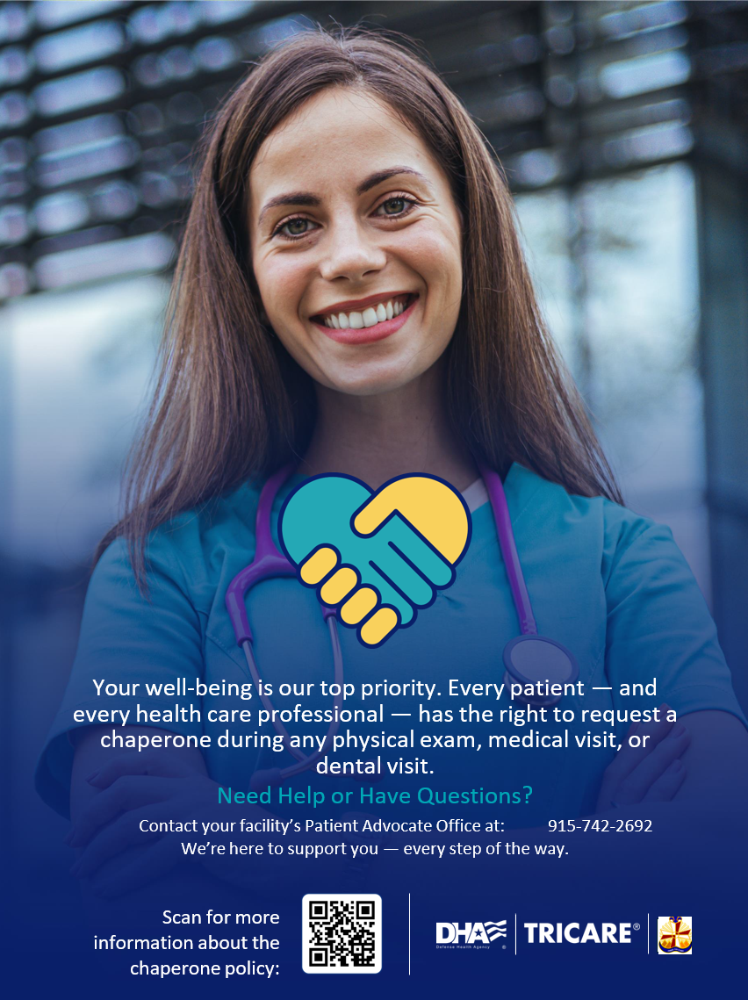 Your well-being is our top priority. Every patient — and
every health care professional — has the right to request a
chaperone during any physical exam, medical visit, or
dental visit.
Need Help or Have Questions?
Contact your facility's Patient Advocate Office at: 915-742-2692
We're here to support you — every step of the way.
Scan for more
information about the
chaperone policy:
DHA
Defense Health Agency ®
TRICARE®